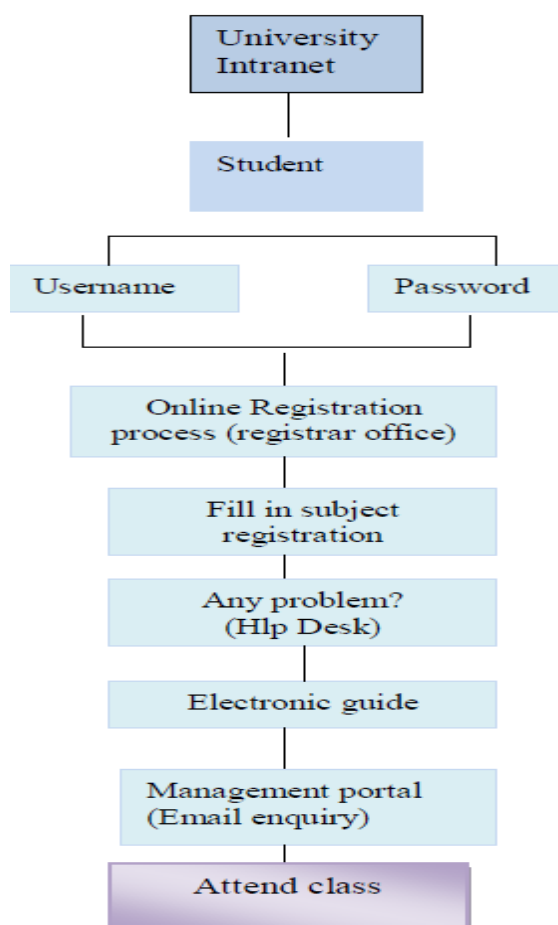 University
Intranet
Student
Username
Password
Online Registration
process (registrar office)
Fill in subject
registration
Any problem?
(Hlp Desk)
Electronic guide
Management portal
(Email enquiry)
Attend class